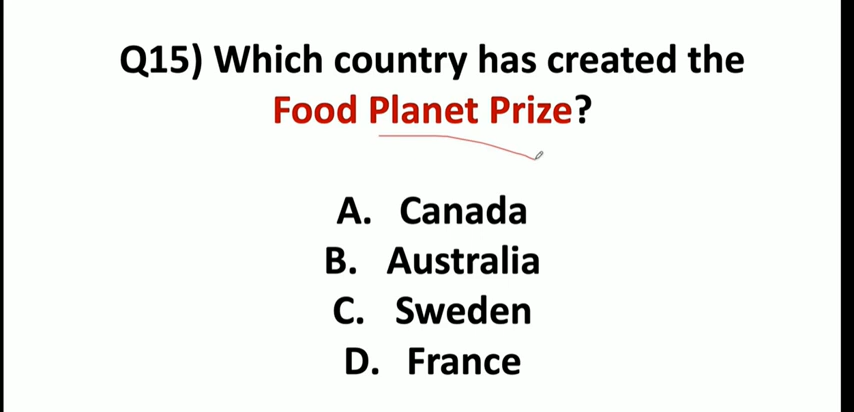 Q15) Which country has created the
Food Planet Prize?
A. Canada
B. Australia
C. Sweden
D. France